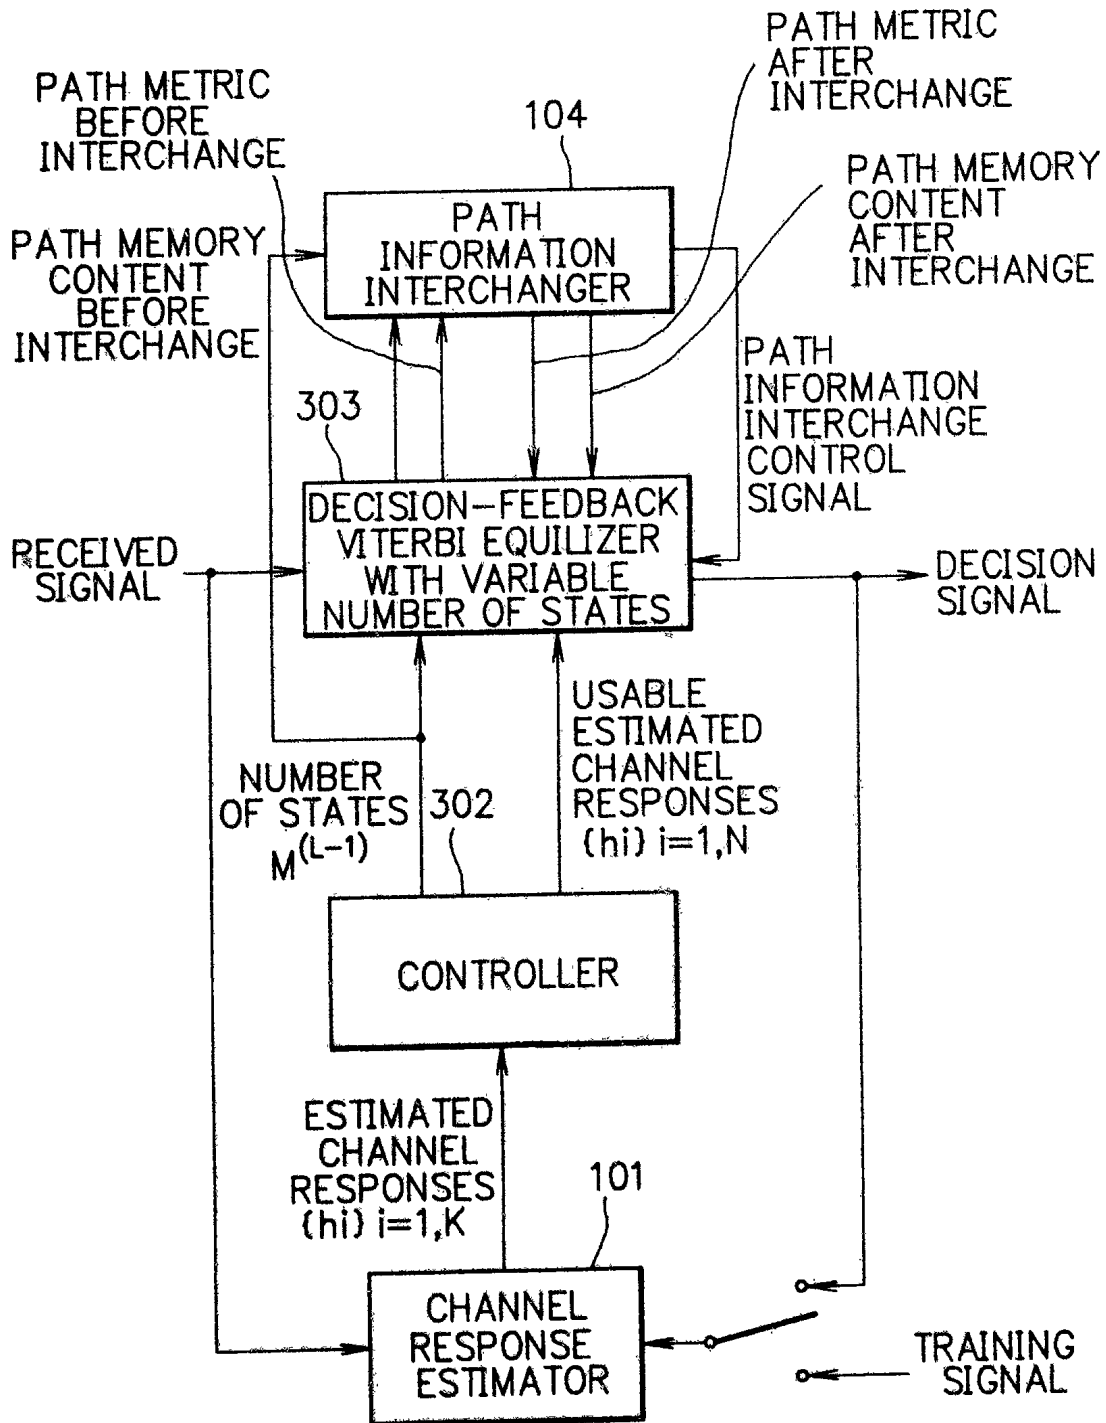 PATH METRIC
AFTER
INTERCHANGE
PATH METRIC
BEFORE
INTERCHANGE
104
PATH MEMORY
CONTENT
AFTER
INTERCHANGE
PATH
INFORMATION
INTERCHANGER
PATH MEMORY
CONTENT
BEFORE
INTERCHANGE
PATH
INFORMATION
INTERCHANGE
CONTROL
SIGNAL
303
DECISION-FEEDBACK
VITERBI EQUILIZER
WITH VARIABLE
NUMBER OF STATES
RECEIVED
SIGNAL
DECISION
SIGNAL
USABLE
ESTIMATED
CHANNEL
RESPONSES
{hi} i=1,N
NUMBER
OF STATES
M^(L-1)
302
CONTROLLER
ESTIMATED
CHANNEL
RESPONSES
{hi} i=1,K
101
CHANNEL
RESPONSE
ESTIMATOR
TRAINING
SIGNAL